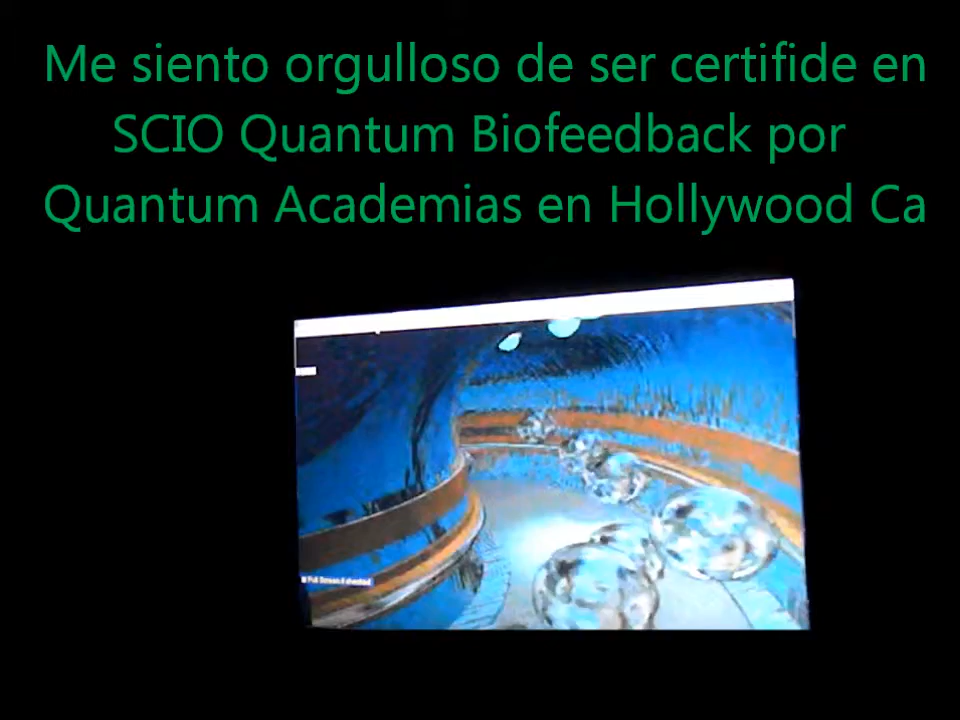 Me siento orgulloso de ser certifide en
SCIO Quantum Biofeedback por
Quantum Academias en Hollywood Ca